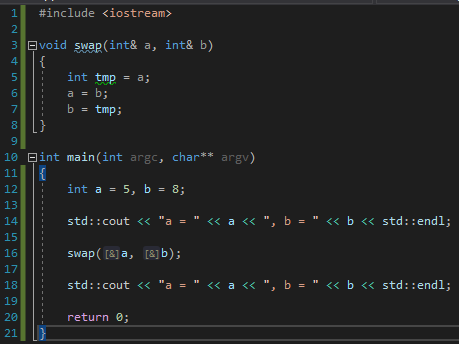 1 #include <iostream>
2
3 void swap(int& a, int& b)
4 {
5 int tmp = a;
6 a = b;
7 b = tmp;
8 }
9
10 int main(int argc, char** argv)
11 {
12 int a = 5, b = 8;
13
14 std::cout << "a = " << a << ", b = " << b << std::endl;
15
16 swap([&]a, [&]b);
17
18 std::cout << "a = " << a << ", b = " << b << std::endl;
19
20 return 0;
21 }